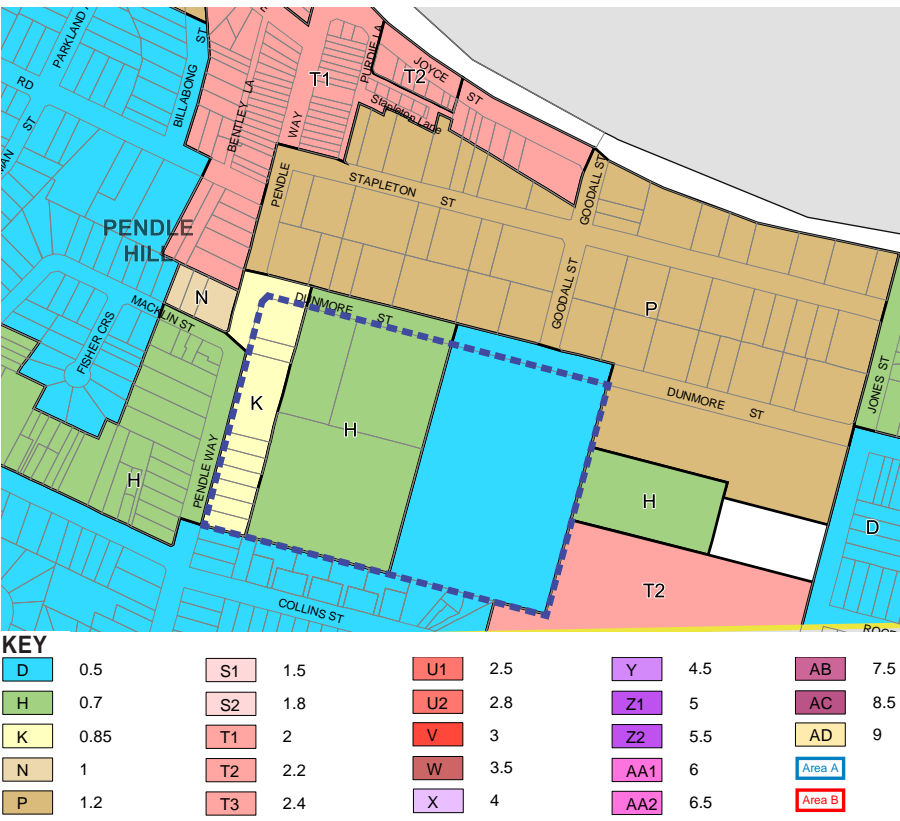 PARKLAND
ST
RD
ST
MAN
BILLABONG
BENTLEY LA
WAY
T1
PURDIE LA
T2
JOYCE
ST
Stapleton Lane
PENDLE
STAPLETON
ST
GOODALL ST
GOODALL ST
PENDLE
HILL
N
MACKLIN ST
FISHER CRS
DUNMORE
ST
P
DUNMORE
ST
JONES ST
K
H
H
PENDLE WAY
H
D
T2
COLLINS ST
KEY
D 0.5
H 0.7
K 0.85
N 1
P 1.2
S1 1.5
S2 1.8
T1 2
T2 2.2
T3 2.4
U1 2.5
U2 2.8
V 3
W 3.5
X 4
Y 4.5
Z1 5
Z2 5.5
AA1 6
AA2 6.5
AB 7.5
AC 8.5
AD 9
Area A
Area B